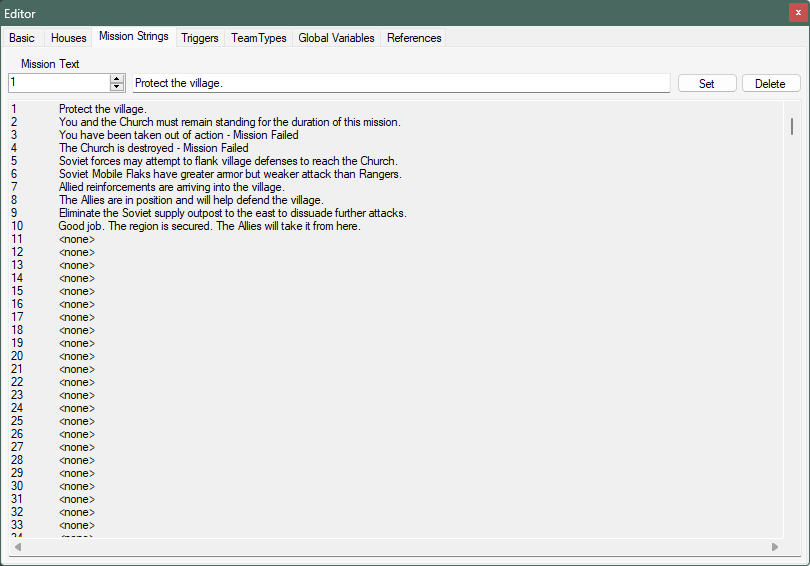 Editor
x
Basic Houses Mission Strings Triggers TeamTypes Global Variables References
Mission Text
1 Protect the village. Set Delete
1 Protect the village.
2 You and the Church must remain standing for the duration of this mission.
3 You have been taken out of action - Mission Failed
4 The Church is destroyed - Mission Failed
5 Soviet forces may attempt to flank village defenses to reach the Church.
6 Soviet Mobile Flaks have greater armor but weaker attack than Rangers.
7 Allied reinforcements are arriving into the village.
8 The Allies are in position and will help defend the village.
9 Eliminate the Soviet supply outpost to the east to dissuade further attacks.
10 Good job. The region is secured. The Allies will take it from here.
11 <none>
12 <none>
13 <none>
14 <none>
15 <none>
16 <none>
17 <none>
18 <none>
19 <none>
20 <none>
21 <none>
22 <none>
23 <none>
24 <none>
25 <none>
26 <none>
27 <none>
28 <none>
29 <none>
30 <none>
31 <none>
32 <none>
33 <none>
34 <none>